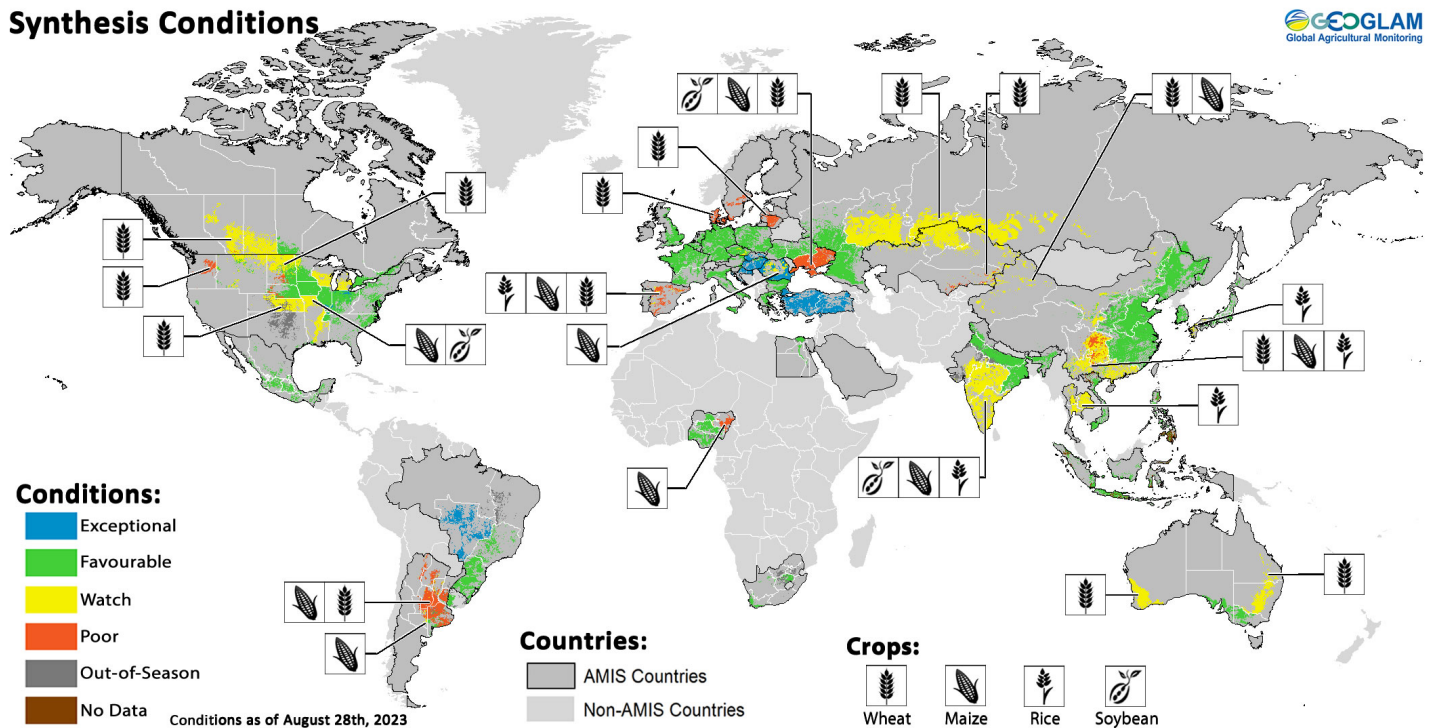 Synthesis Conditions
GEOGLAM
Global Agricultural Monitoring
Conditions:
Exceptional
Favourable
Watch
Poor
Out-of-Season
No Data
Conditions as of August 28th, 2023
Countries:
AMIS Countries
Non-AMIS Countries
Crops:
Wheat
Maize
Rice
Soybean